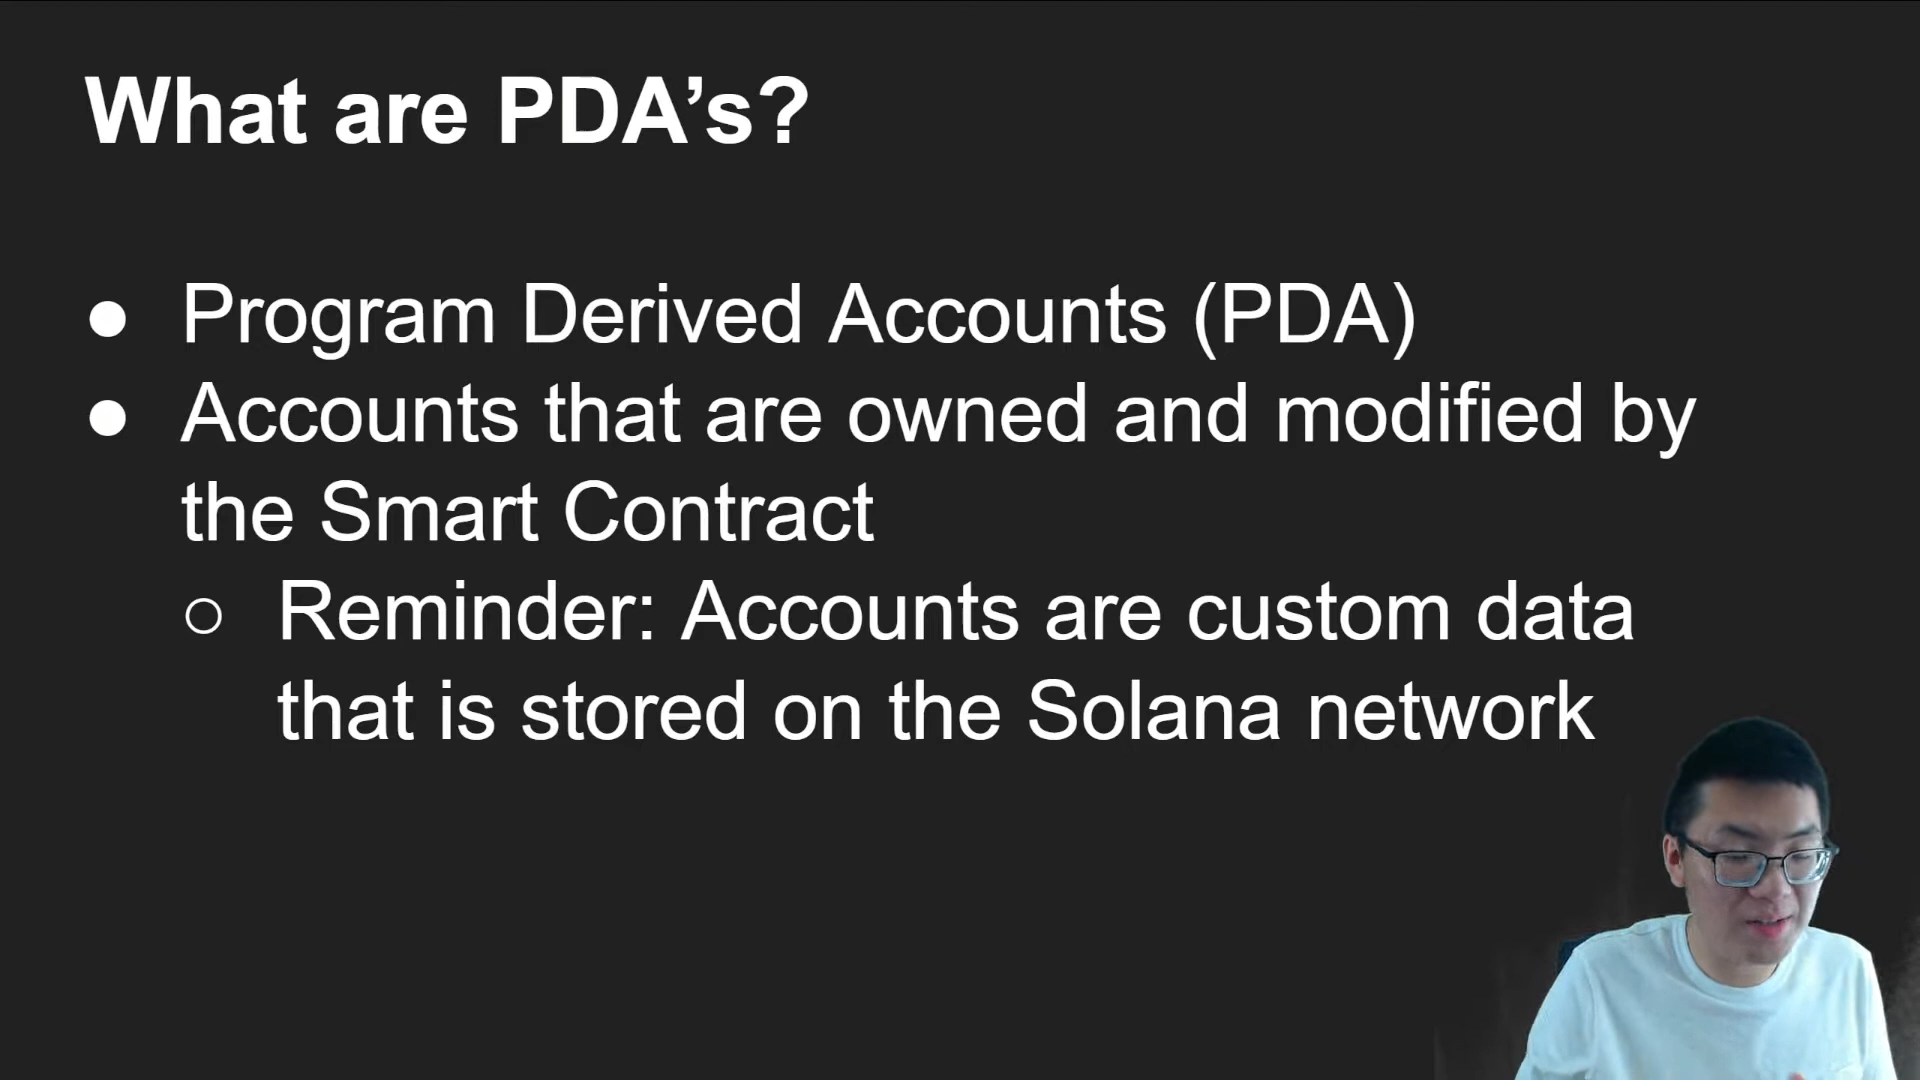 What are PDA’s?
● Program Derived Accounts (PDA)
● Accounts that are owned and modified by
the Smart Contract
○ Reminder: Accounts are custom data
that is stored on the Solana network